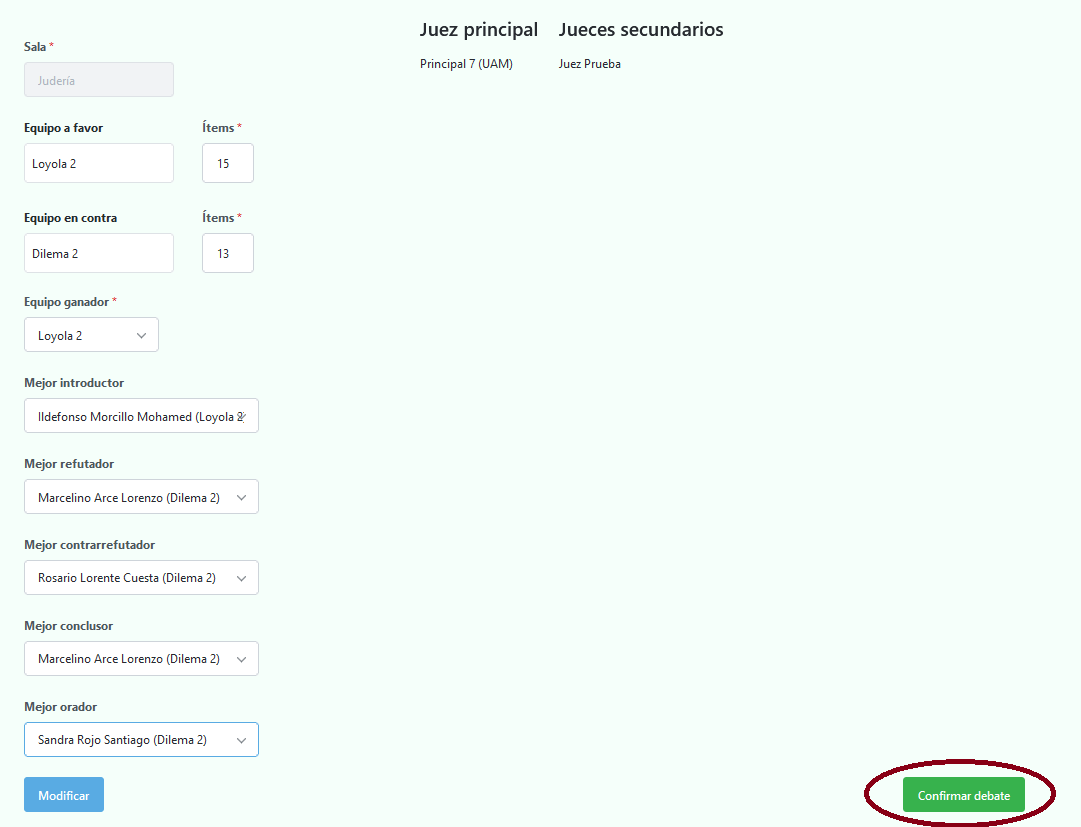 Juez principal Jueces secundarios
Sala *
Principal 7 (UAM) Juez Prueba
Judería
Equipo a favor Ítems *
Loyola 2 15
Equipo en contra Ítems *
Dilema 2 13
Equipo ganador *
Loyola 2
Mejor introductor
Ildefonso Morcillo Mohamed (Loyola 2
Mejor refutador
Marcelino Arce Lorenzo (Dilema 2)
Mejor contrarrefutador
Rosario Lorente Cuesta (Dilema 2)
Mejor conclusor
Marcelino Arce Lorenzo (Dilema 2)
Mejor orador
Sandra Rojo Santiago (Dilema 2)
Modificar Confirmar debate